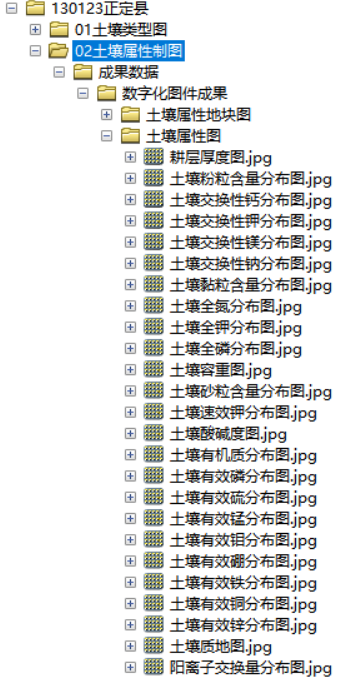 130123正定县
01土壤类型图
02土壤属性制图
成果数据
数字化图件成果
土壤属性地块图
土壤属性图
耕层厚度图.jpg
土壤粉粒含量分布图.jpg
土壤交换性钙分布图.jpg
土壤交换性钾分布图.jpg
土壤交换性镁分布图.jpg
土壤交换性钠分布图.jpg
土壤黏粒含量分布图.jpg
土壤全氮分布图.jpg
土壤全钾分布图.jpg
土壤全磷分布图.jpg
土壤容重图.jpg
土壤砂粒含量分布图.jpg
土壤速效钾分布图.jpg
土壤酸碱度图.jpg
土壤有机质分布图.jpg
土壤有效磷分布图.jpg
土壤有效硫分布图.jpg
土壤有效锰分布图.jpg
土壤有效钼分布图.jpg
土壤有效硼分布图.jpg
土壤有效铁分布图.jpg
土壤有效铜分布图.jpg
土壤有效锌分布图.jpg
土壤质地图.jpg
阳离子交换量分布图.jpg